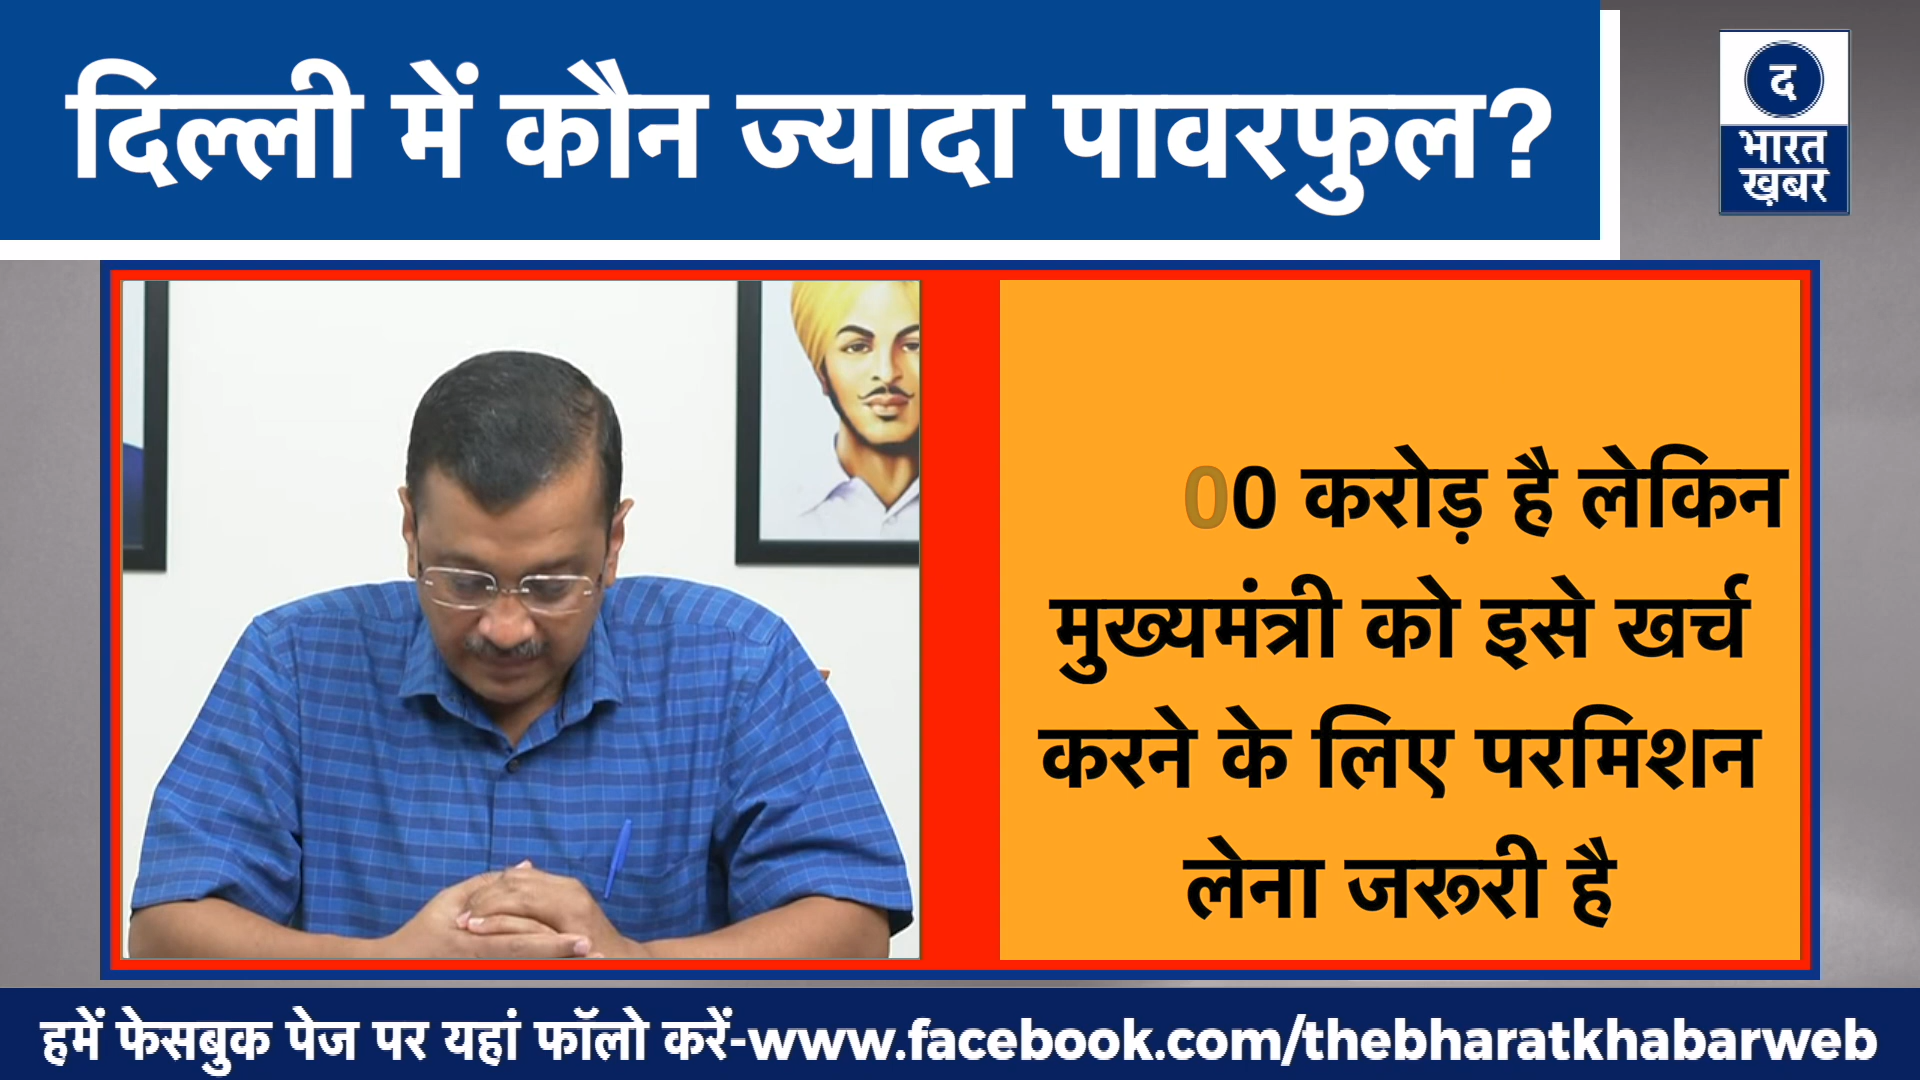 दिल्ली में कौन ज्यादा पावरफुल?
द
भारत
ख़बर
00 करोड़ है लेकिन
मुख्यमंत्री को इसे खर्च
करने के लिए परमिशन
लेना जरूरी है
हमें फेसबुक पेज पर यहां फॉलो करें-www.facebook.com/thebharatkhabarweb